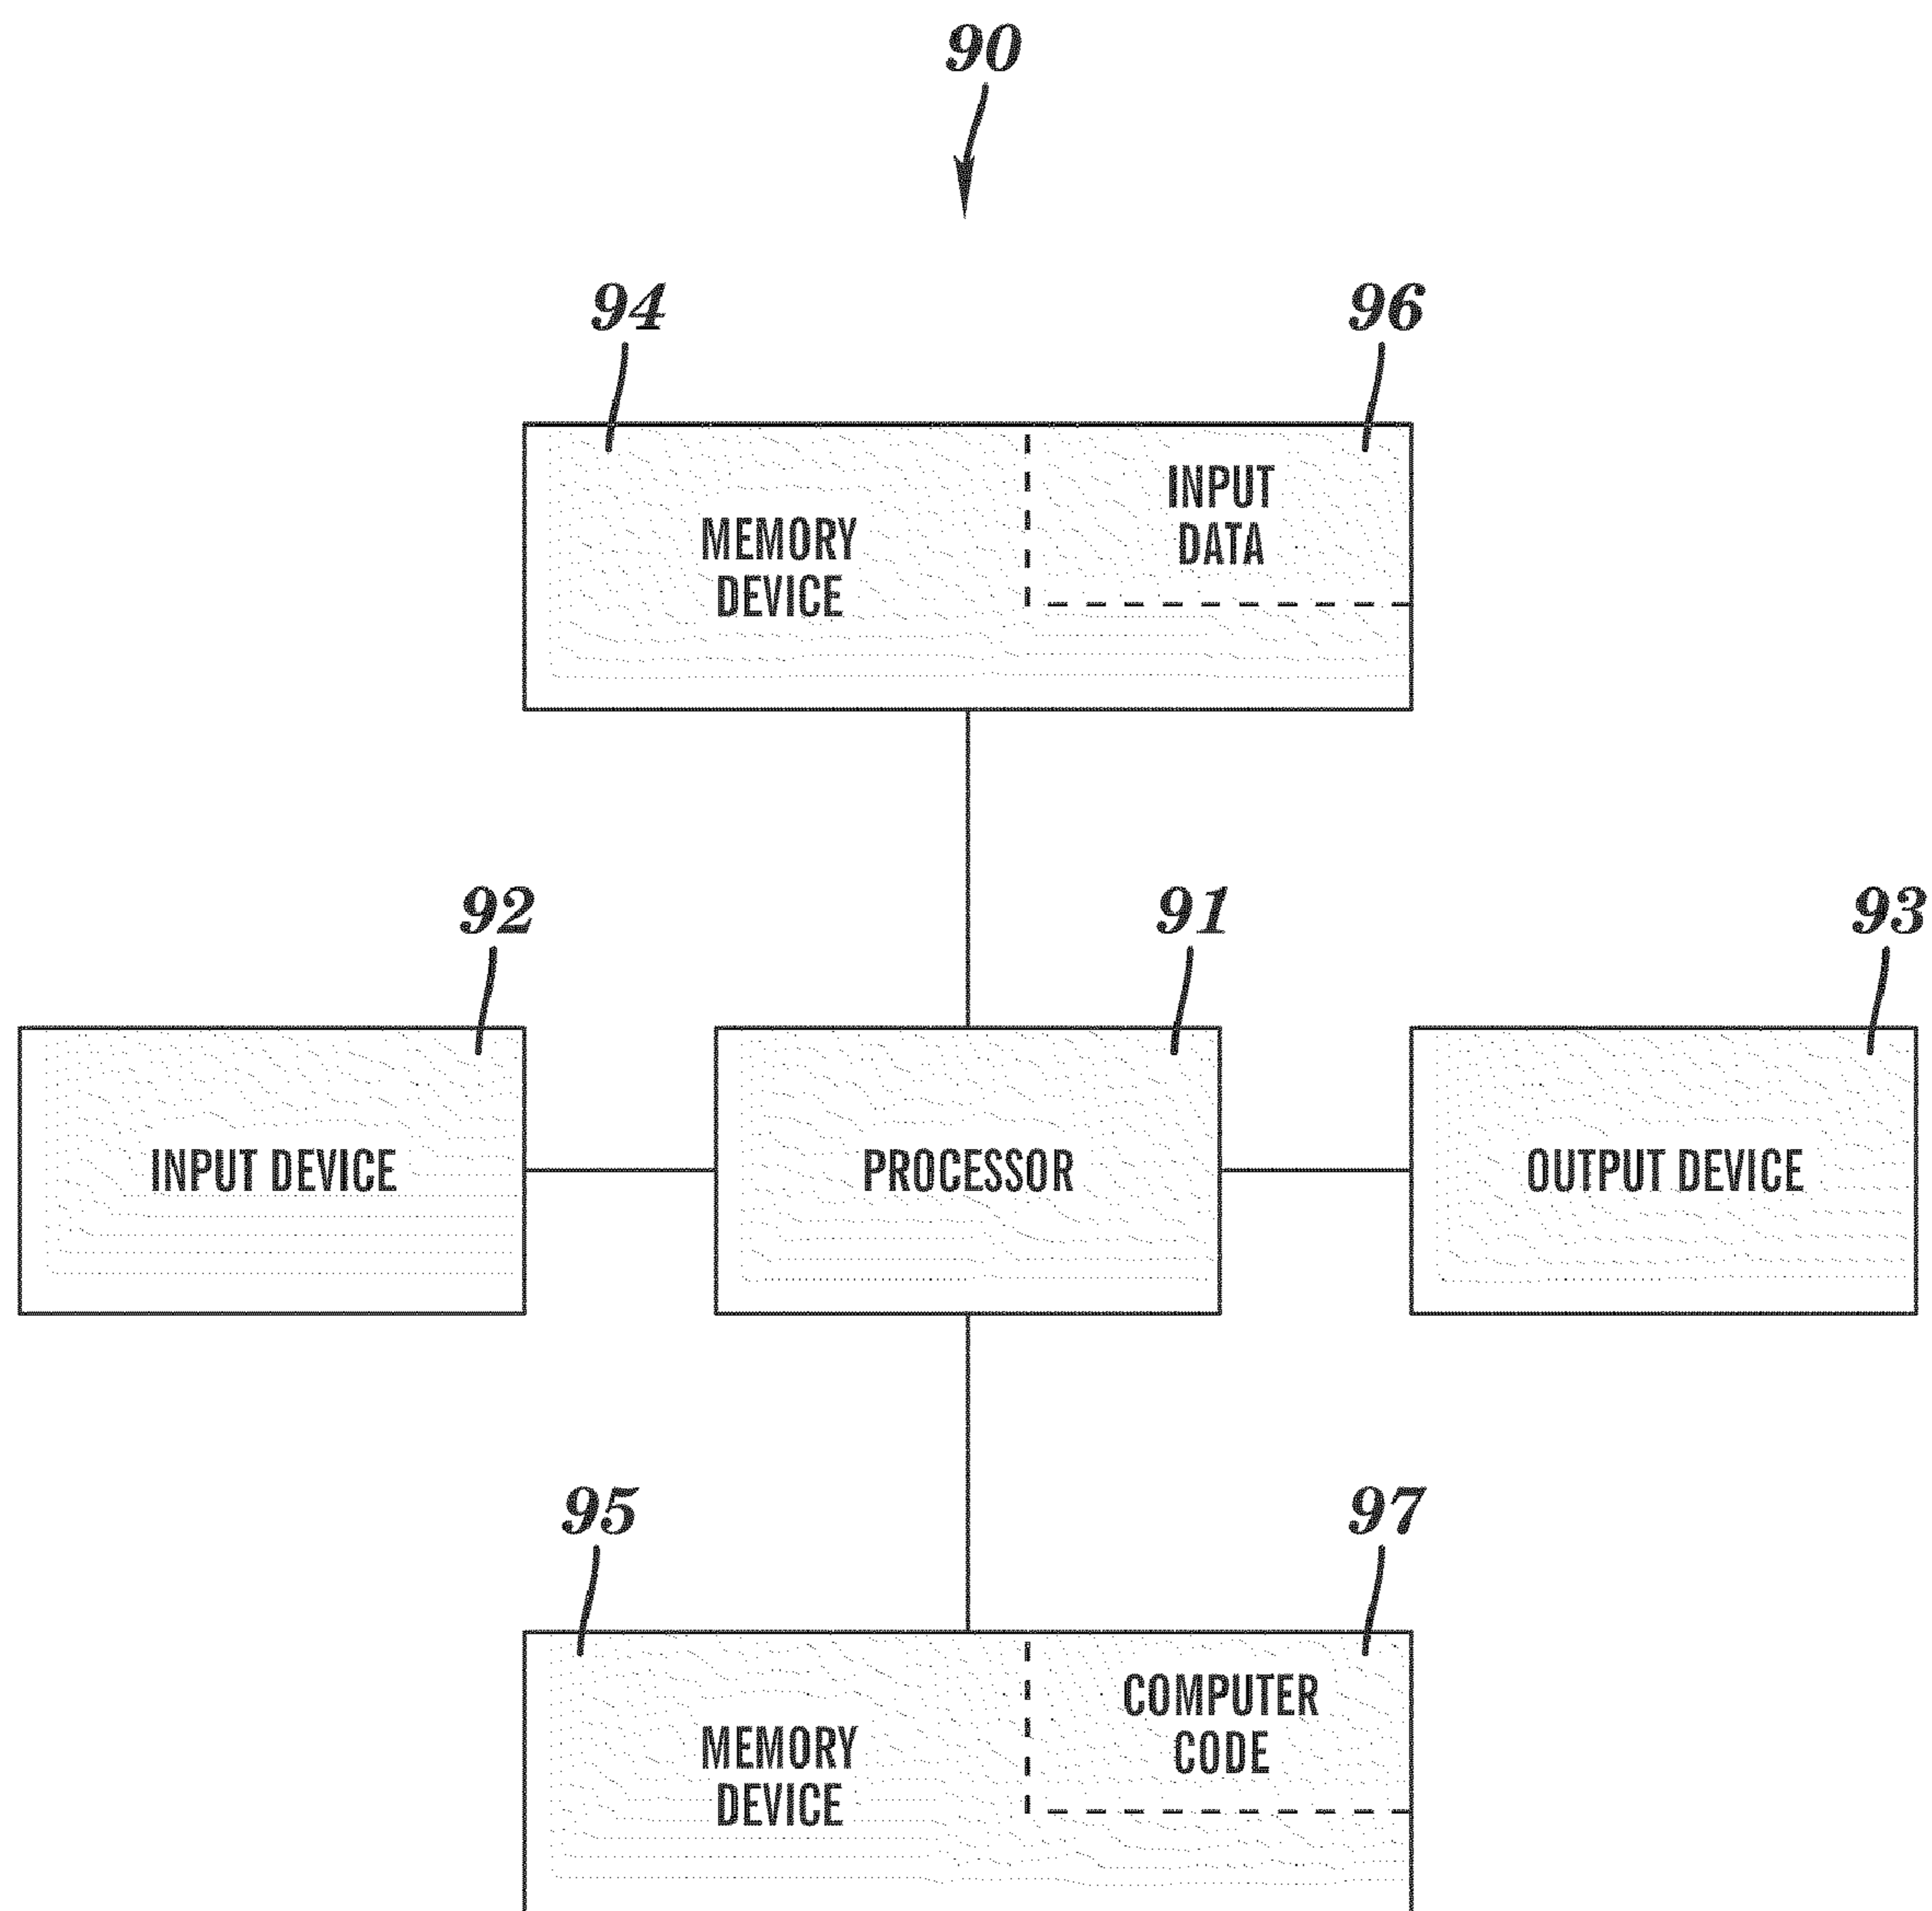 90
94
96
MEMORY
DEVICE
INPUT
DATA
92
91
93
INPUT DEVICE
PROCESSOR
OUTPUT DEVICE
95
97
MEMORY
DEVICE
COMPUTER
CODE